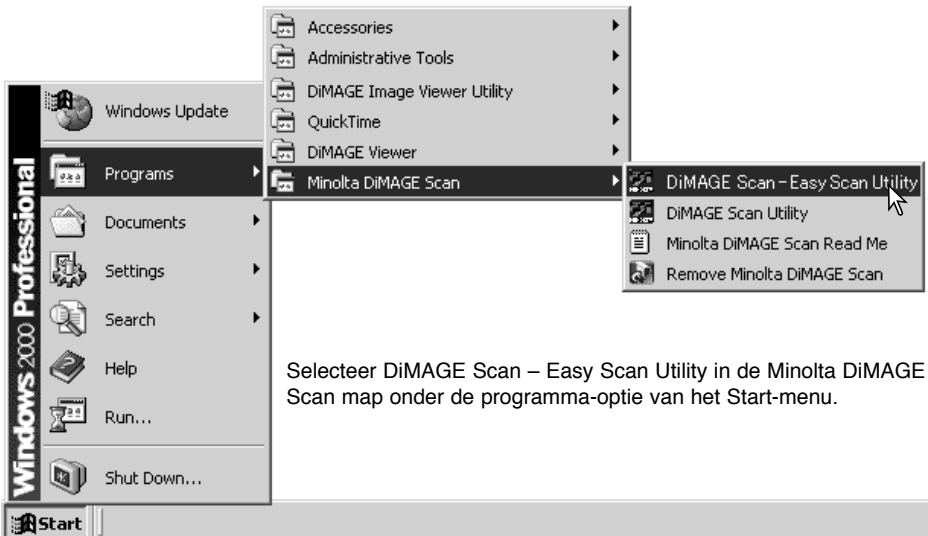 Accessories
Administrative Tools
DiMAGE Image Viewer Utility
QuickTime
DiMAGE Viewer
Minolta DiMAGE Scan
DiMAGE Scan – Easy Scan Utility
DiMAGE Scan Utility
Minolta DiMAGE Scan Read Me
Remove Minolta DiMAGE Scan
Windows 2000 Professional
Windows Update
Programs
Documents
Settings
Search
Help
Run...
Shut Down...
Selecteer DiMAGE Scan – Easy Scan Utility in de Minolta DiMAGE
Scan map onder de programma-optie van het Start-menu.
Start